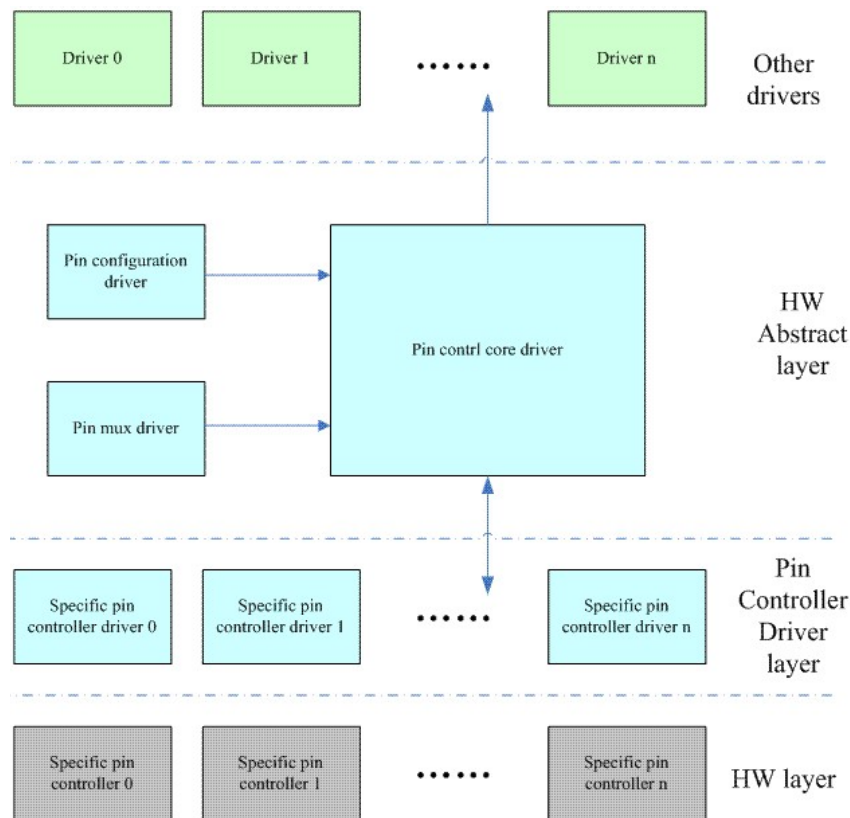 Driver 0
Driver 1
Driver n
Other
drivers
Pin configuration
driver
Pin contrl core driver
Pin mux driver
HW
Abstract
layer
Specific pin
controller driver 0
Specific pin
controller driver 1
Specific pin
controller driver n
Pin
Controller
Driver
layer
Specific pin
controller 0
Specific pin
controller 1
Specific pin
controller n
HW layer